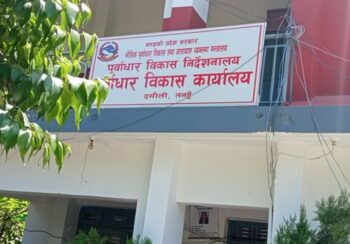 गण्डकी प्रदेश सरकार
भौतिक पूर्वाधार विकास तथा यातायात व्यवस्था मन्त्रालय
पूर्वाधार विकास निर्देशनालय
र्वाधार विकास कार्यालय
दमौली, तनहुँ